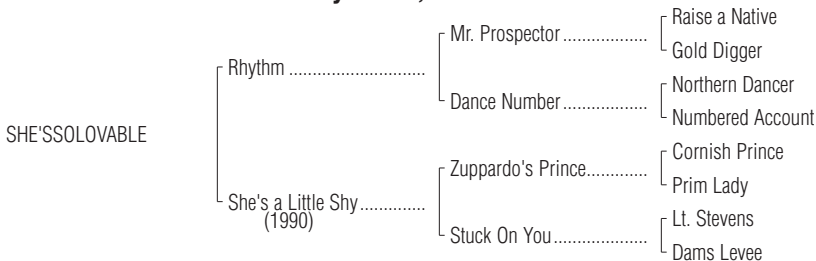 Raise a Native
Mr. Prospector ..................
Gold Digger
Rhythm .............................
Northern Dancer
Dance Number ..................
Numbered Account
SHE'SSOLOVABLE
Cornish Prince
Zuppardo's Prince.............
Prim Lady
She's a Little Shy ..............
(1990)
Lt. Stevens
Stuck On You ....................
Dams Levee